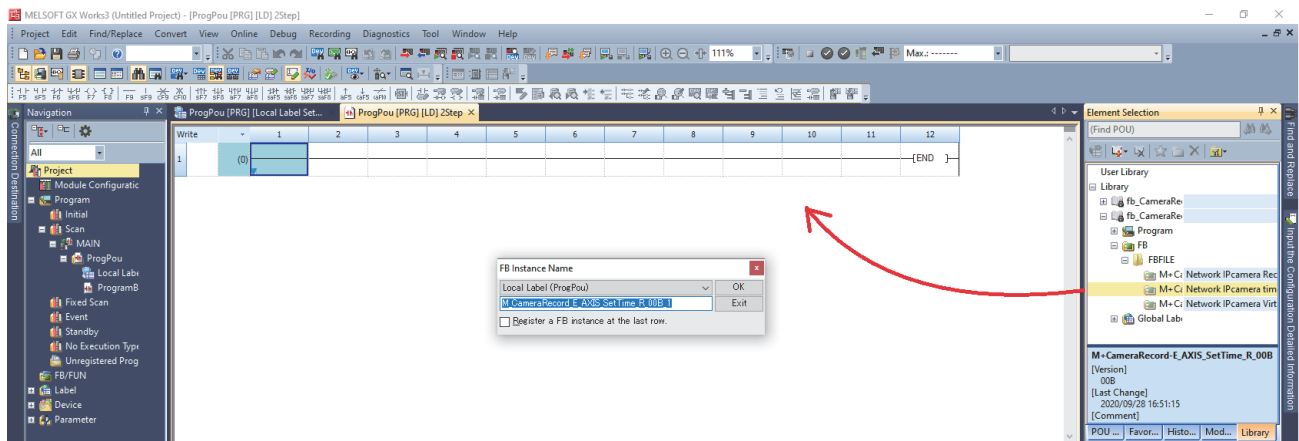 MELSOFT GX Works3 (Untitled Project) - [ProgPou [PRG] [LD] 2Step]
Project Edit Find/Replace Convert View Online Debug Recording Diagnostics Tool Window Help
111% Max.: -------
Navigation
ProgPou [PRG] [Local Label Set...
ProgPou [PRG] [LD] 2Step
Element Selection
(Find POU)
Connection Destination
All
Project
Module Configuratic
Program
Initial
Scan
MAIN
ProgPou
Local Labe
ProgramB
Fixed Scan
Event
Standby
No Execution Type
Unregistered Prog
FB/FUN
Label
Device
Parameter
Write 1 2 3 4 5 6 7 8 9 10 11 12
1 (0) END
FB Instance Name
Local Label (ProgPou) OK
M_CameraRecord_E_AXIS_SetTime_R_00B_1 Exit
Register a FB instance at the last row.
User Library
Library
fb_CameraRe
fb_CameraRe
Program
FB
FBFILE
M+Ca Network IPcamera Rec
M+Ca Network IPcamera tim
M+Ca Network IPcamera Virt
Global Labe
M+CameraRecord-E_AXIS_SetTime_R_00B
[Version]
00B
[Last Change]
2020/09/28 16:51:15
[Comment]
POU ... Favor... Histo... Mod... Library
Find and Replace
Input the Configuration Detailed Information